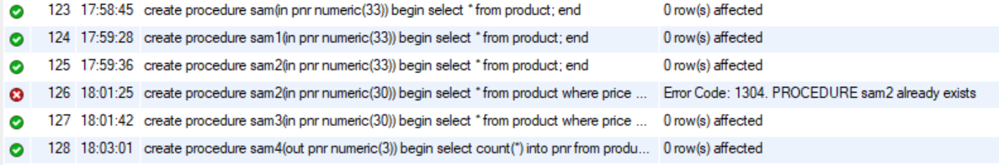 123 17:58:45 create procedure sam(in pnr numeric(33)) begin select * from product; end 0 row(s) affected
124 17:59:28 create procedure sam1(in pnr numeric(33)) begin select * from product; end 0 row(s) affected
125 17:59:36 create procedure sam2(in pnr numeric(33)) begin select * from product; end 0 row(s) affected
126 18:01:25 create procedure sam2(in pnr numeric(30)) begin select * from product where price ... Error Code: 1304. PROCEDURE sam2 already exists
127 18:01:42 create procedure sam3(in pnr numeric(30)) begin select * from product where price ... 0 row(s) affected
128 18:03:01 create procedure sam4(out pnr numeric(3)) begin select count(*) into pnr from produ... 0 row(s) affected